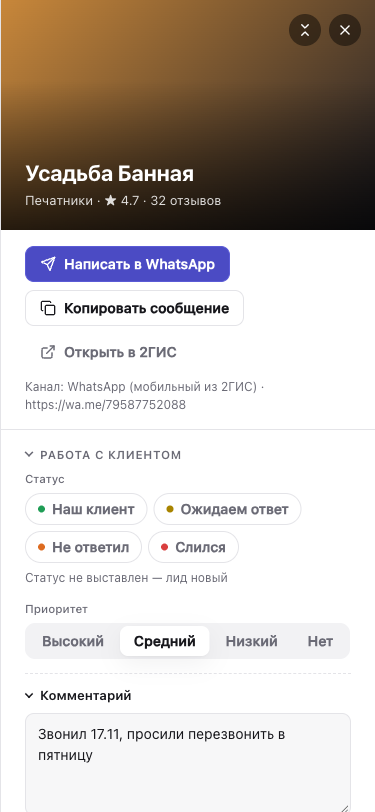 Усадьба Банная
Печатники · ★ 4.7 · 32 отзывов
Написать в WhatsApp
Копировать сообщение
Открыть в 2ГИС
Канал: WhatsApp (мобильный из 2ГИС) ·
https://wa.me/79587752088
РАБОТА С КЛИЕНТОМ
Статус
Наш клиент
Ожидаем ответ
Не ответил
Слился
Статус не выставлен — лид новый
Приоритет
Высокий Средний Низкий Нет
Комментарий
Звонил 17.11, просили перезвонить в
пятницу